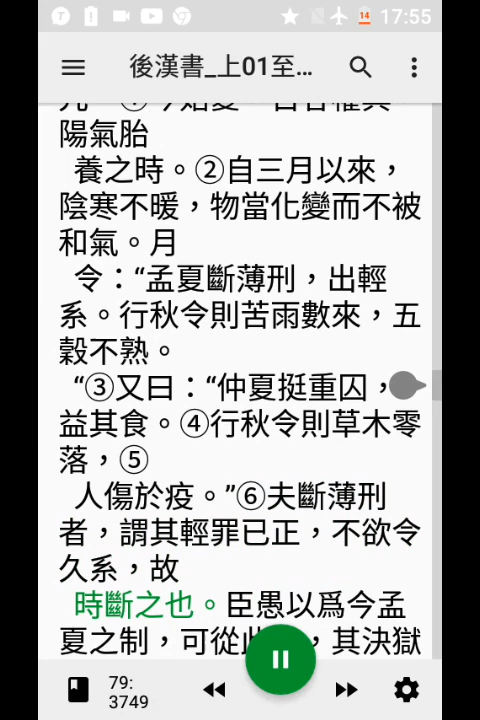 17:55
14
後漢書_上01至…
陽氣胎
養之時。②自三月以來，
陰寒不暖，物當化變而不被
和氣。月
令：“孟夏斷薄刑，出輕
系。行秋令則苦雨數來，五
穀不熟。
“③又曰：“仲夏挺重囚，
益其食。④行秋令則草木零
落，⑤
人傷於疫。”⑥夫斷薄刑
者，謂其輕罪已正，不欲令
久系，故
時斷之也。臣愚以爲今孟
夏之制，可從此，其決獄
79:
3749